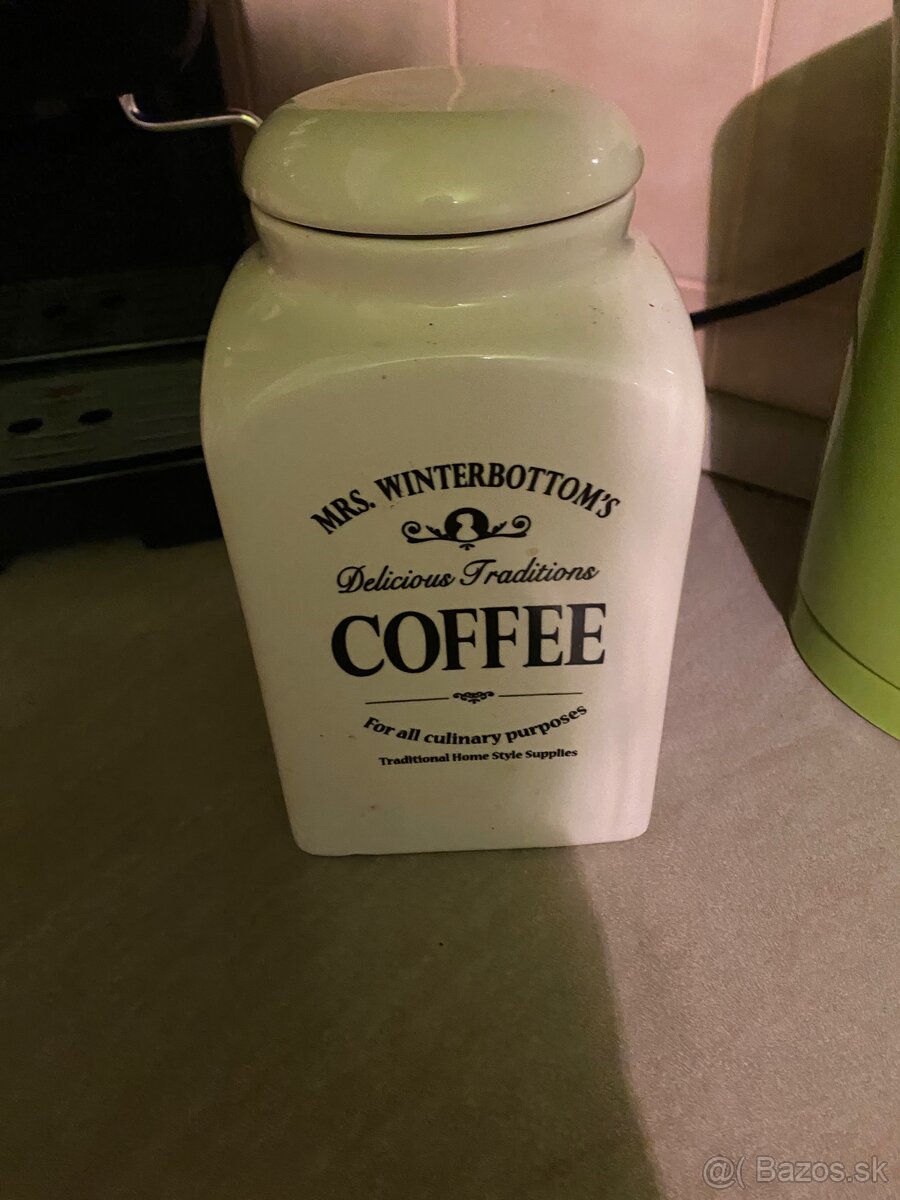 MRS. WINTERBOTTOM'S
Delicious Traditions
COFFEE
For all culinary purposes
Traditional Home Style Supplies
@( Bazos.sk